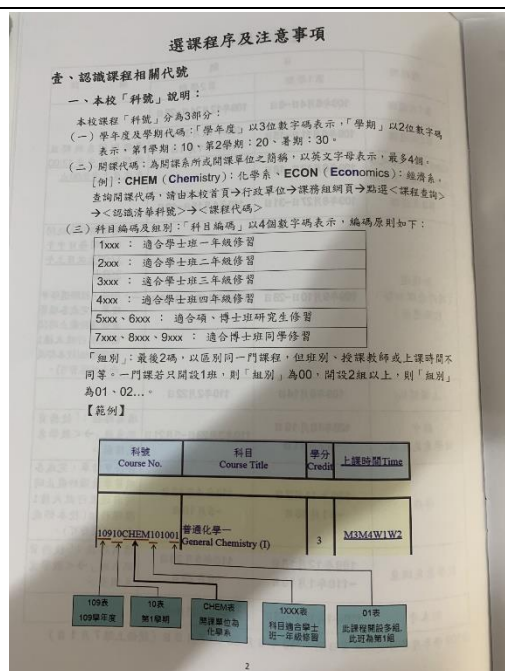 選課程序及注意事項
壹、認識課程相關代號
一、本校「科號」說明：
本校課程「科號」分為3部分：
(一)學年度及學期代碼：「學年度」以3位數字碼表示，「學期」以2位數字碼
表示，第1學期：10、第2學期：20、暑期：30。
(二)開課代碼：為開課系所或開課單位之簡稱，以英文字母表示，最多4個。
[例]：CHEM（Chemistry）：化學系、ECON（Economics）：經濟系。
查詢開課代碼，請由本校首頁→行政單位→課務組網頁→點選<課程查詢>
→<認識清華科號>→<課程代碼>
(三)科目編碼及組別：「科目編碼」以4個數字碼表示，編碼原則如下：
1xxx ： 適合學士班一年級修習
2xxx ： 適合學士班二年級修習
3xxx ： 適合學士班三年級修習
4xxx ： 適合學士班四年級修習
5xxx、6xxx ： 適合碩、博士班研究生修習
7xxx、8xxx、9xxx ： 適合博士班同學修習
「組別」：最後2碼，以區別同一門課程，但班別、授課教師或上課時間不
同等。一門課若只開設1班，則「組別」為00，開設2組以上，則「組別」
為01、02…。
【範例】
科號 科目 學分 上課時間Time
Course No. Course Title Credit
10910CHEM101001 普通化學一 3 M3M4W1W2
General Chemistry (I)
109表 10表 CHEM表 1XXX表 01表
109學年度 第1學期 開課單位為 科目適合學士 此課程開設多組,
化學系 班一年級修習 此班為第1組
2